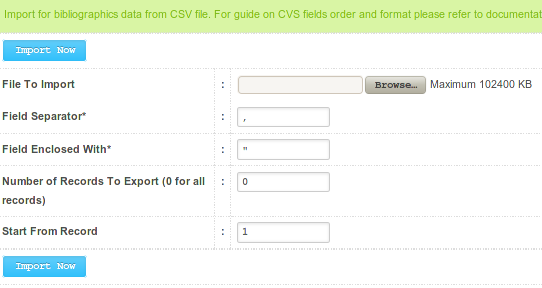 Import for bibliographics data from CSV file. For guide on CVS fields order and format please refer to documentat
Import Now
File To Import : Browse... Maximum 102400 KB
Field Separator* : ,
Field Enclosed With* : "
Number of Records To Export (0 for all : 0
records)
Start From Record : 1
Import Now